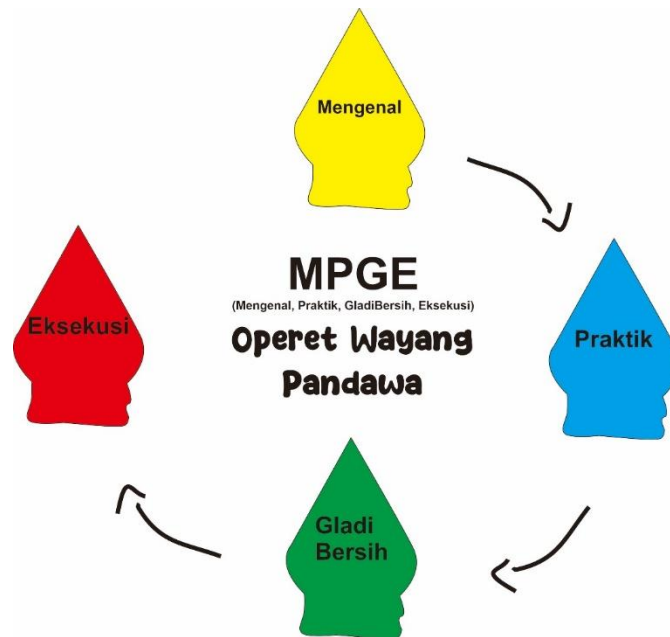 Mengenal
MPGE
(Mengenal, Praktik, GladiBersih, Eksekusi)
Operet Wayang
Pandawa
Praktik
Gladi
Bersih
Eksekusi